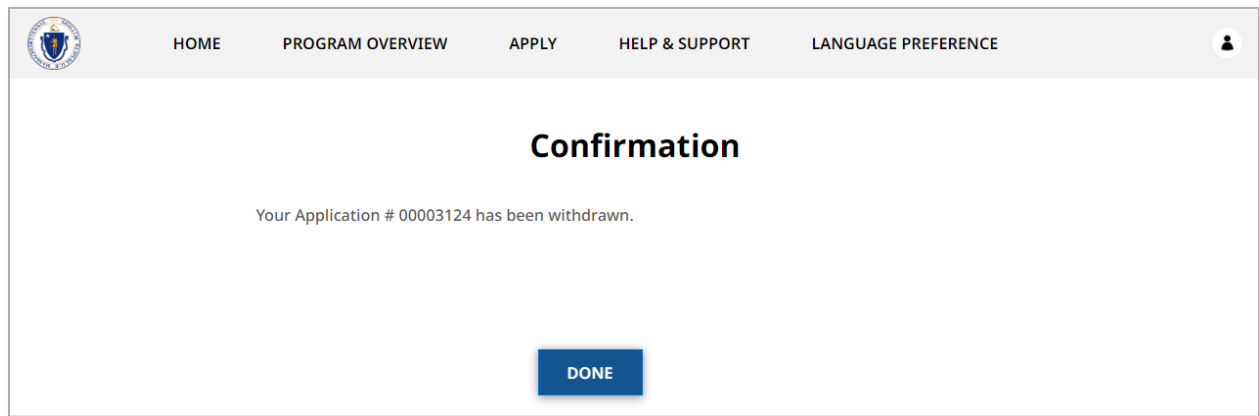 HOME PROGRAM OVERVIEW APPLY HELP & SUPPORT LANGUAGE PREFERENCE
Confirmation
Your Application # 00003124 has been withdrawn.
DONE